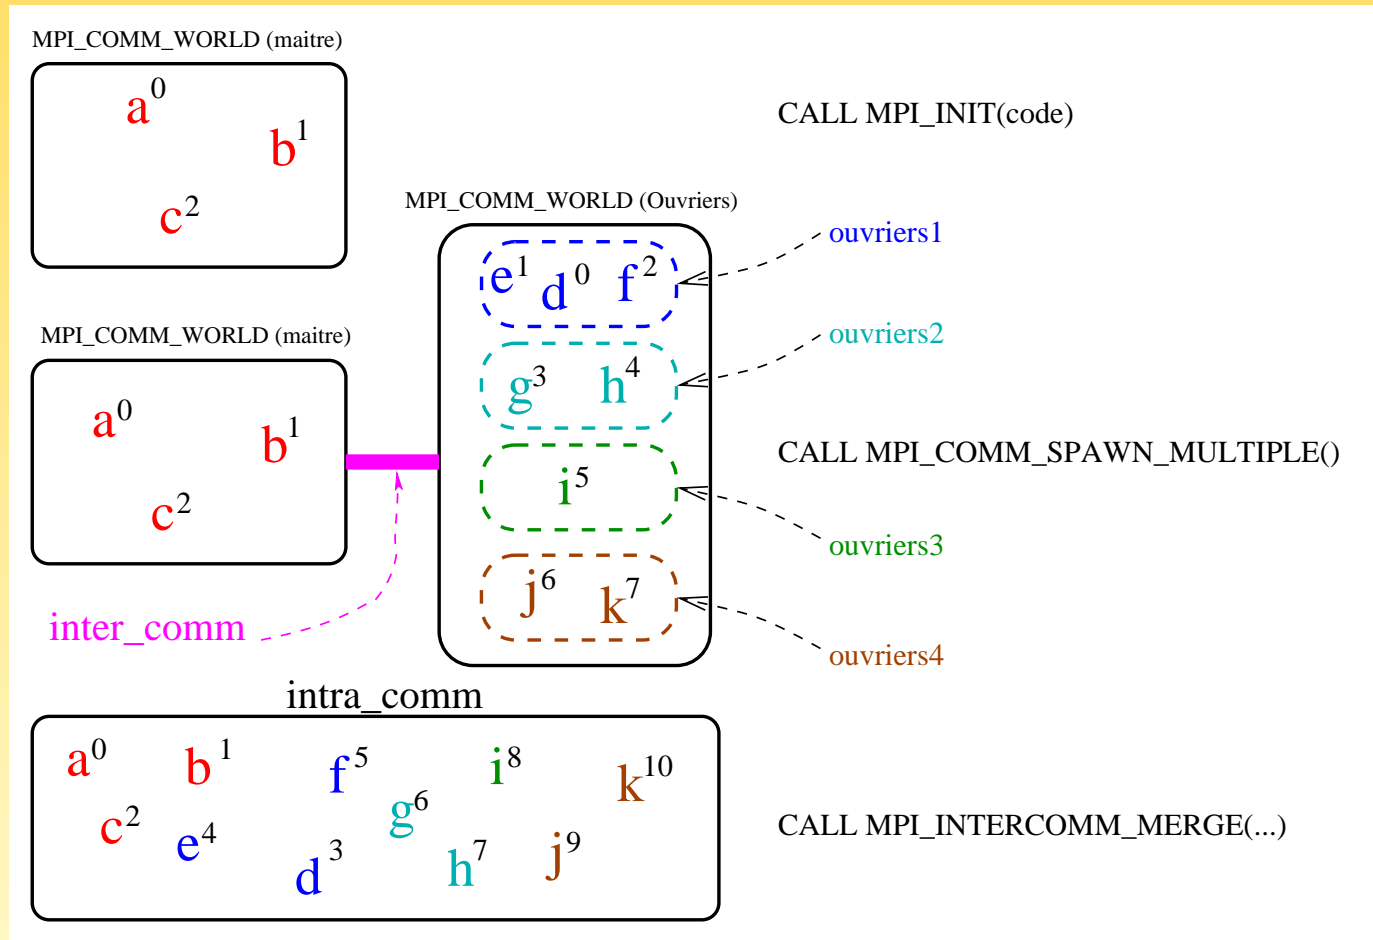 MPI_COMM_WORLD (maitre)
a0
b1
c2
CALL MPI_INIT(code)
MPI_COMM_WORLD (Ouvriers)
e1 d0 f2
ouvriers1
g3 h4
ouvriers2
i5
ouvriers3
j6 k7
ouvriers4
MPI_COMM_WORLD (maitre)
a0
b1
c2
CALL MPI_COMM_SPAWN_MULTIPLE()
inter_comm
intra_comm
a0 b1 f5 i8 k10
c2 e4 d3 g6 h7 j9
CALL MPI_INTERCOMM_MERGE(...)